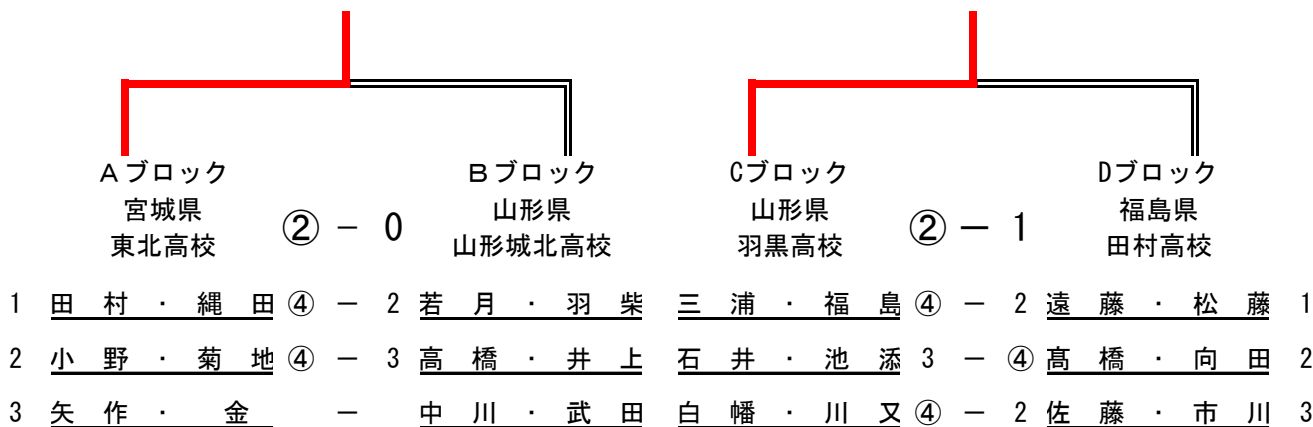 Aブロック Bブロック Cブロック Dブロック
宮城県 山形県 山形県 福島県
東北高校 ② － 0 山形城北高校 羽黒高校 ② － 1 田村高校
1 田村・縄田 ④ － 2 若月・羽柴 三浦・福島 ④ － 2 遠藤・松藤 1
2 小野・菊地 ④ － 3 高橋・井上 石井・池添 3 － ④髙橋・向田 2
3 矢作・金 － 中川・武田 白幡・川又 ④ － 2 佐藤・市川 3